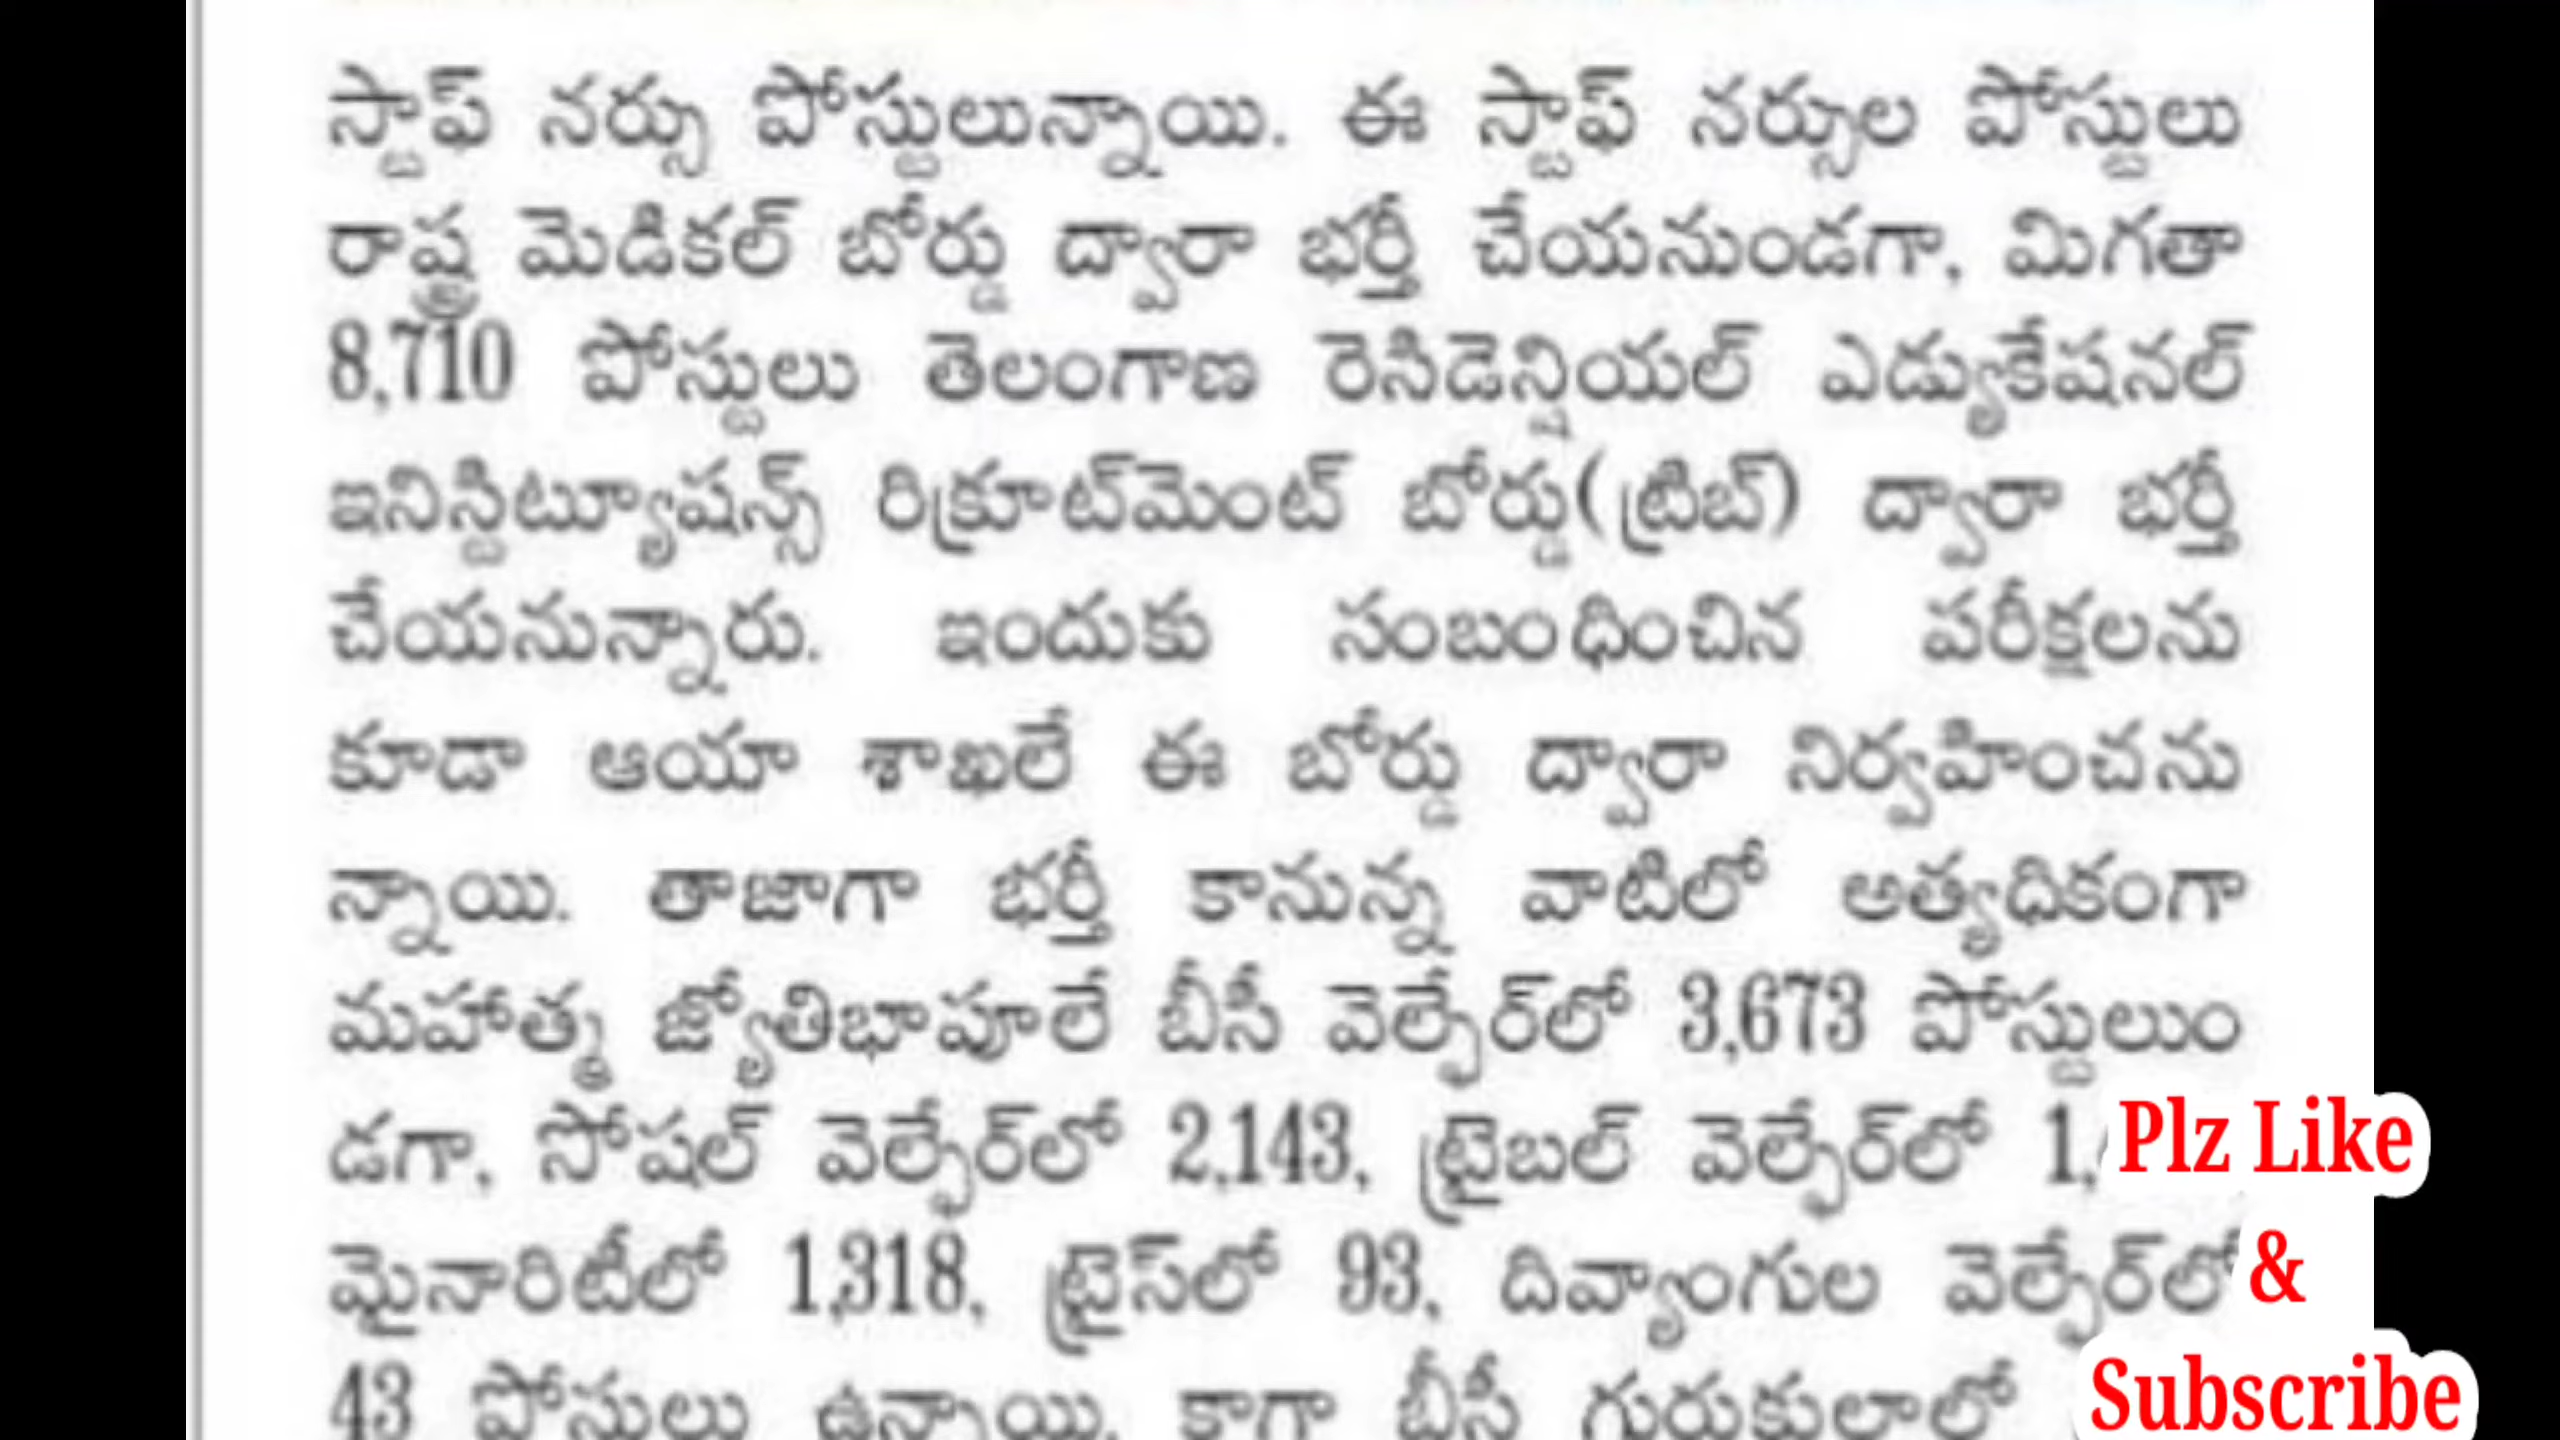 స్టాఫ్ నర్సు పోస్టులున్నాయి. ఈ స్టాఫ్ నర్సుల పోస్టులు
రాష్ట్ర మెడికల్ బోర్డు ద్వారా భర్తీ చేయనుండగా, మిగతా
8,710 పోస్టులు తెలంగాణ రెసిడెన్షియల్ ఎడ్యుకేషనల్
ఇనిస్టిట్యూషన్స్ రిక్రూట్‌మెంట్ బోర్డు(ట్రిబ్) ద్వారా భర్తీ
చేయనున్నారు. ఇందుకు సంబంధించిన పరీక్షలను
కూడా ఆయా శాఖలే ఈ బోర్డు ద్వారా నిర్వహించను
న్నాయి. తాజాగా భర్తీ కానున్న వాటిలో అత్యధికంగా
మహాత్మ జ్యోతిభాపూలే బీసీ వెల్ఫేర్‌లో 3,673 పోస్టులుం
డగా, సోషల్ వెల్ఫేర్‌లో 2,143, ట్రైబల్ వెల్ఫేర్‌లో
మైనారిటీలో 1,318, ట్రైస్‌లో 93, దివ్యాంగుల వెల్ఫేర్‌లో
43 పోస్టులు ఉన్నాయి. కాగా బీసీ గురుకులాలో
Plz Like
&
Subscribe